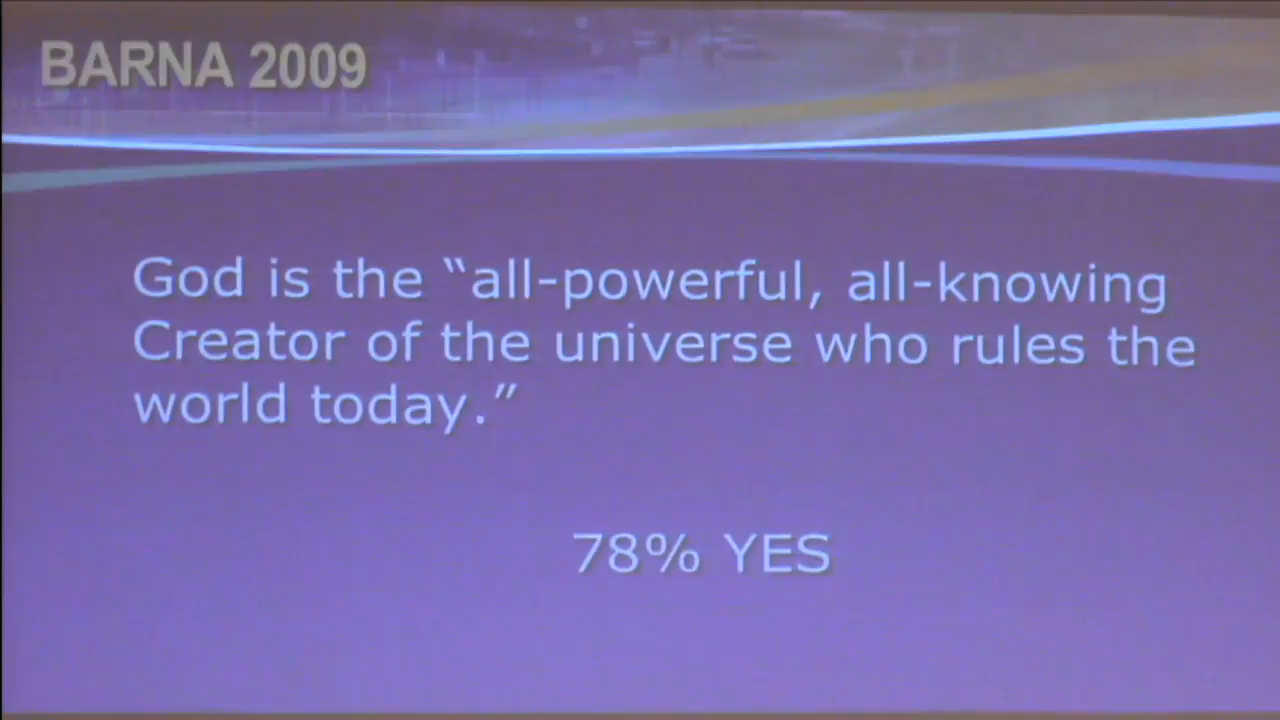 BARNA 2009
God is the “all-powerful, all-knowing
Creator of the universe who rules the
world today.”
78% YES